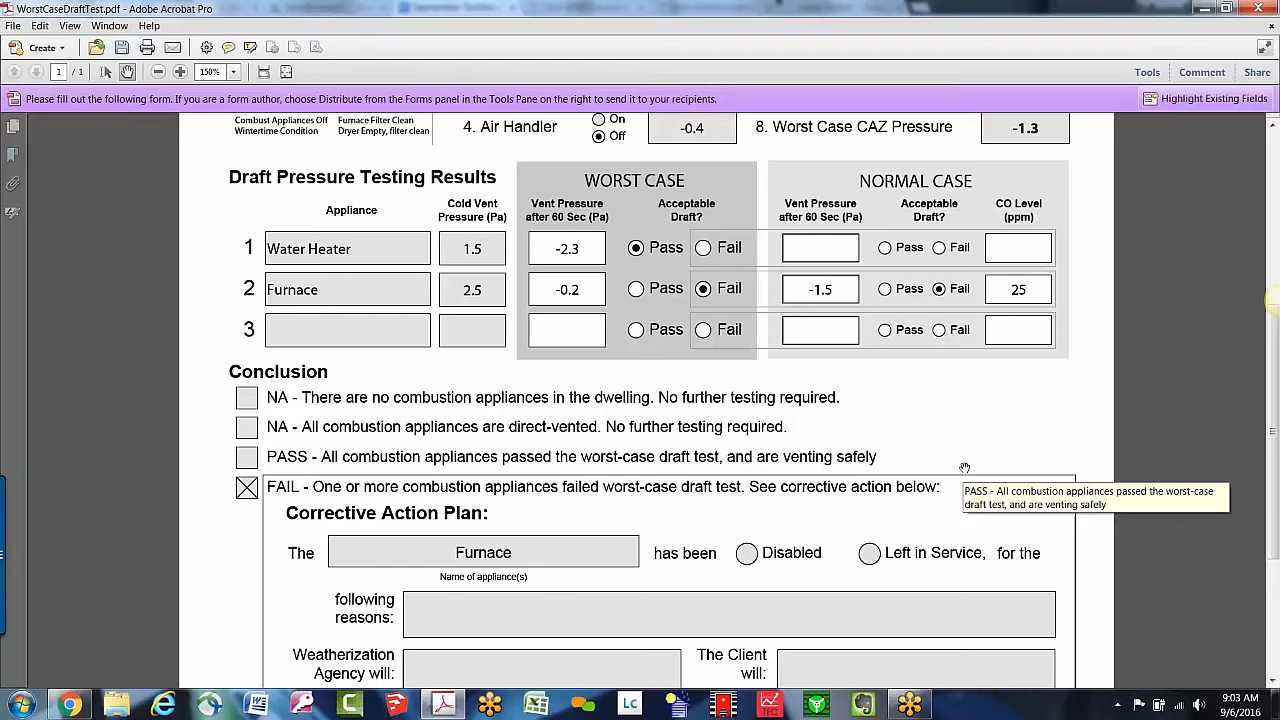 WorstCaseDraftTest.pdf - Adobe Acrobat Pro
File Edit View Window Help
Create
1 / 1 150% Tools Comment Share
Please fill out the following form. If you are a form author, choose Distribute from the Forms panel in the Tools Pane on the right to send it to your recipients. Highlight Existing Fields
Combust Appliances Off Furnace Filter Clean
Wintertime Condition Dryer Empty, filter clean
4. Air Handler On Off -0.4 8. Worst Case CAZ Pressure -1.3
Draft Pressure Testing Results WORST CASE NORMAL CASE
Appliance Cold Vent Pressure (Pa) Vent Pressure after 60 Sec (Pa) Acceptable Draft? Vent Pressure after 60 Sec (Pa) Acceptable Draft? CO Level (ppm)
1 Water Heater 1.5 -2.3 Pass Fail Pass Fail
2 Furnace 2.5 -0.2 Pass Fail -1.5 Pass Fail 25
3 Pass Fail Pass Fail
Conclusion
NA - There are no combustion appliances in the dwelling. No further testing required.
NA - All combustion appliances are direct-vented. No further testing required.
PASS - All combustion appliances passed the worst-case draft test, and are venting safely
FAIL - One or more combustion appliances failed worst-case draft test. See corrective action below:
PASS - All combustion appliances passed the worst-case
draft test, and are venting safely
Corrective Action Plan:
The Furnace has been Disabled Left in Service, for the
Name of appliance(s)
following
reasons:
Weatherization
Agency will:
The Client
will:
LC
TEC
9:03 AM
9/6/2016